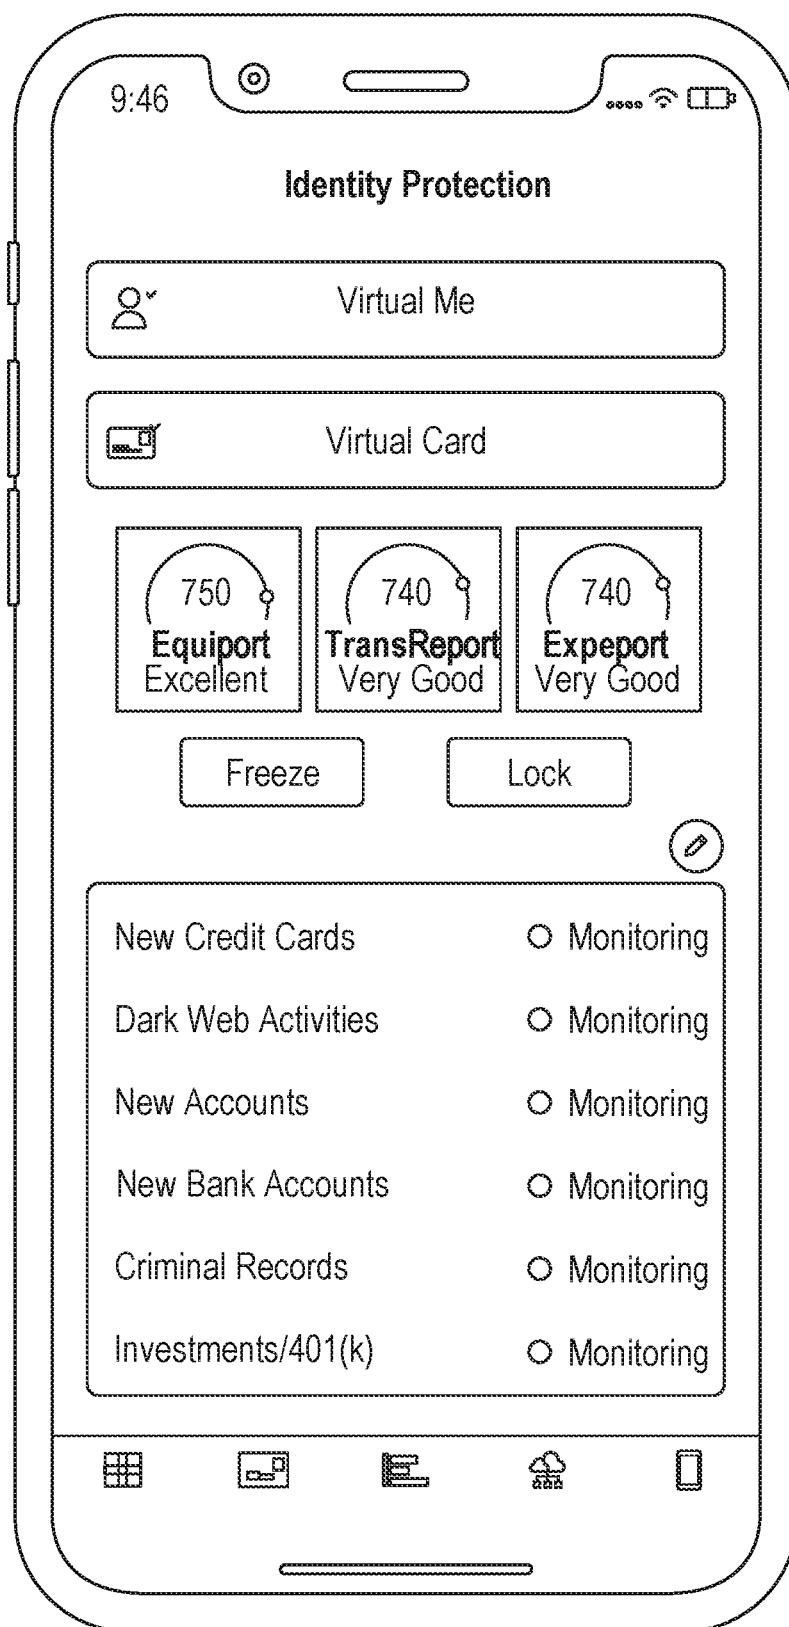 9:46
Identity Protection
Virtual Me
Virtual Card
750 740 740
Equiport TransReport Expeport
Excellent Very Good Very Good
Freeze Lock
New Credit Cards Monitoring
Dark Web Activities Monitoring
New Accounts Monitoring
New Bank Accounts Monitoring
Criminal Records Monitoring
Investments/401(k) Monitoring